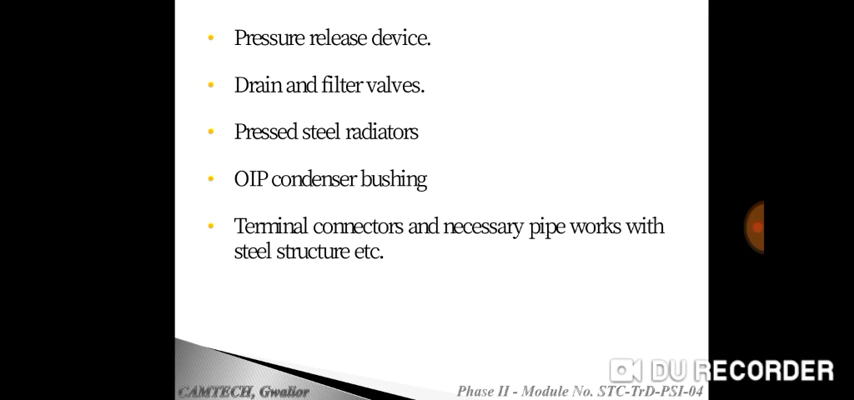 Pressure release device.
Drain and filter valves.
Pressed steel radiators
OIP condenser bushing
Terminal connectors and necessary pipe works with
steel structure etc.
CAMTECH, Gwalior
Phase II - Module No. STC-TrD-PSI-04
DU RECORDER